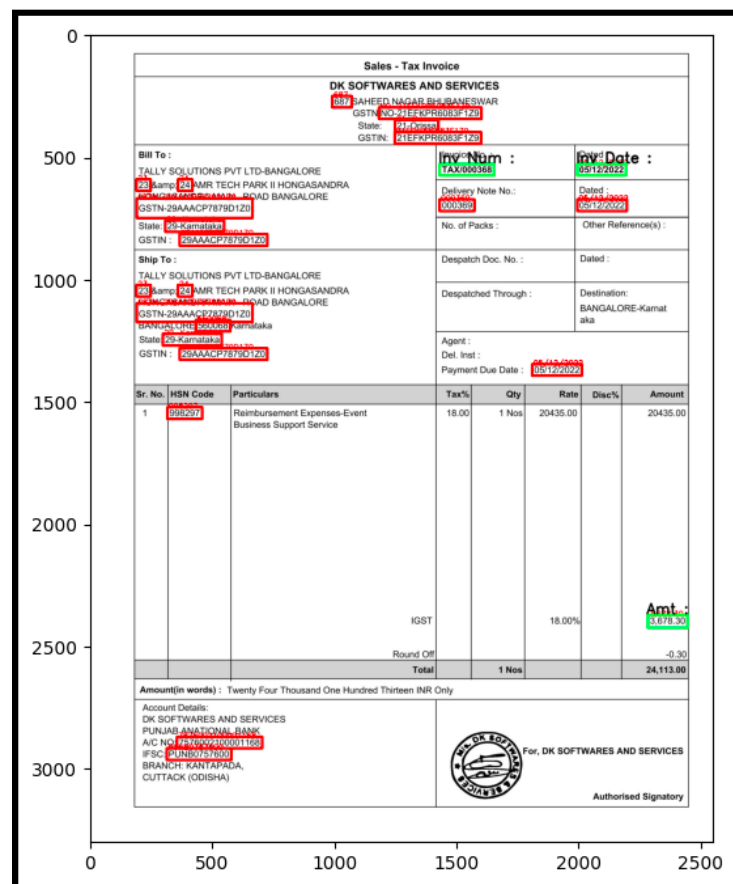 0
Sales - Tax Invoice
DK SOFTWARES AND SERVICES
687 SAHEED NAGAR BHUBANESWAR
GSTN NO-21EFKPR6083F1Z9
State: 21-Orissa
GSTIN: 21EFKPR6083F1Z9
500
Bill To :
TALLY SOLUTIONS PVT LTD-BANGALORE
23 &amp; 24 AMR TECH PARK II HONGASANDRA
ROAD BANGALORE
GSTN-29AAACP7879D1Z0
State: 29-Karnataka
GSTIN : 29AAACP7879D1Z0
Inv Num :
TAX/000368
Inv Date :
05/12/2022
Delivery Note No.:
000369
Dated :
05/12/2022
No. of Packs :
Other Reference(s) :
1000
Ship To :
TALLY SOLUTIONS PVT LTD-BANGALORE
23 &amp; 24 AMR TECH PARK II HONGASANDRA
ROAD BANGALORE
GSTN-29AAACP7879D1Z0
BANGALORE 560068 Karnataka
State: 29-Karnataka
GSTIN : 29AAACP7879D1Z0
Despatch Doc. No. :
Dated :
Despatched Through :
Destination:
BANGALORE-Karnat
aka
Agent :
Del. Inst :
Payment Due Date : 05/12/2022
1500
Sr. No. HSN Code Particulars Tax% Qty Rate Disc% Amount
1 998297 Reimbursement Expenses-Event 18.00 1 Nos 20435.00 20435.00
Business Support Service
2000
Amt :
IGST 18.00% 3,678.30
2500
Round Off -0.30
Total 1 Nos 24,113.00
Amount(in words) : Twenty Four Thousand One Hundred Thirteen INR Only
Account Details:
DK SOFTWARES AND SERVICES
PUNJAB ANATIONAL BANK
A/C NO: 7576002100001168
IFSC: PUNB0757600
BRANCH: KANTAPADA,
CUTTACK (ODISHA)
3000
M/s. DK SOFTWARES & SERVICES
For, DK SOFTWARES AND SERVICES
Authorised Signatory
0 500 1000 1500 2000 2500